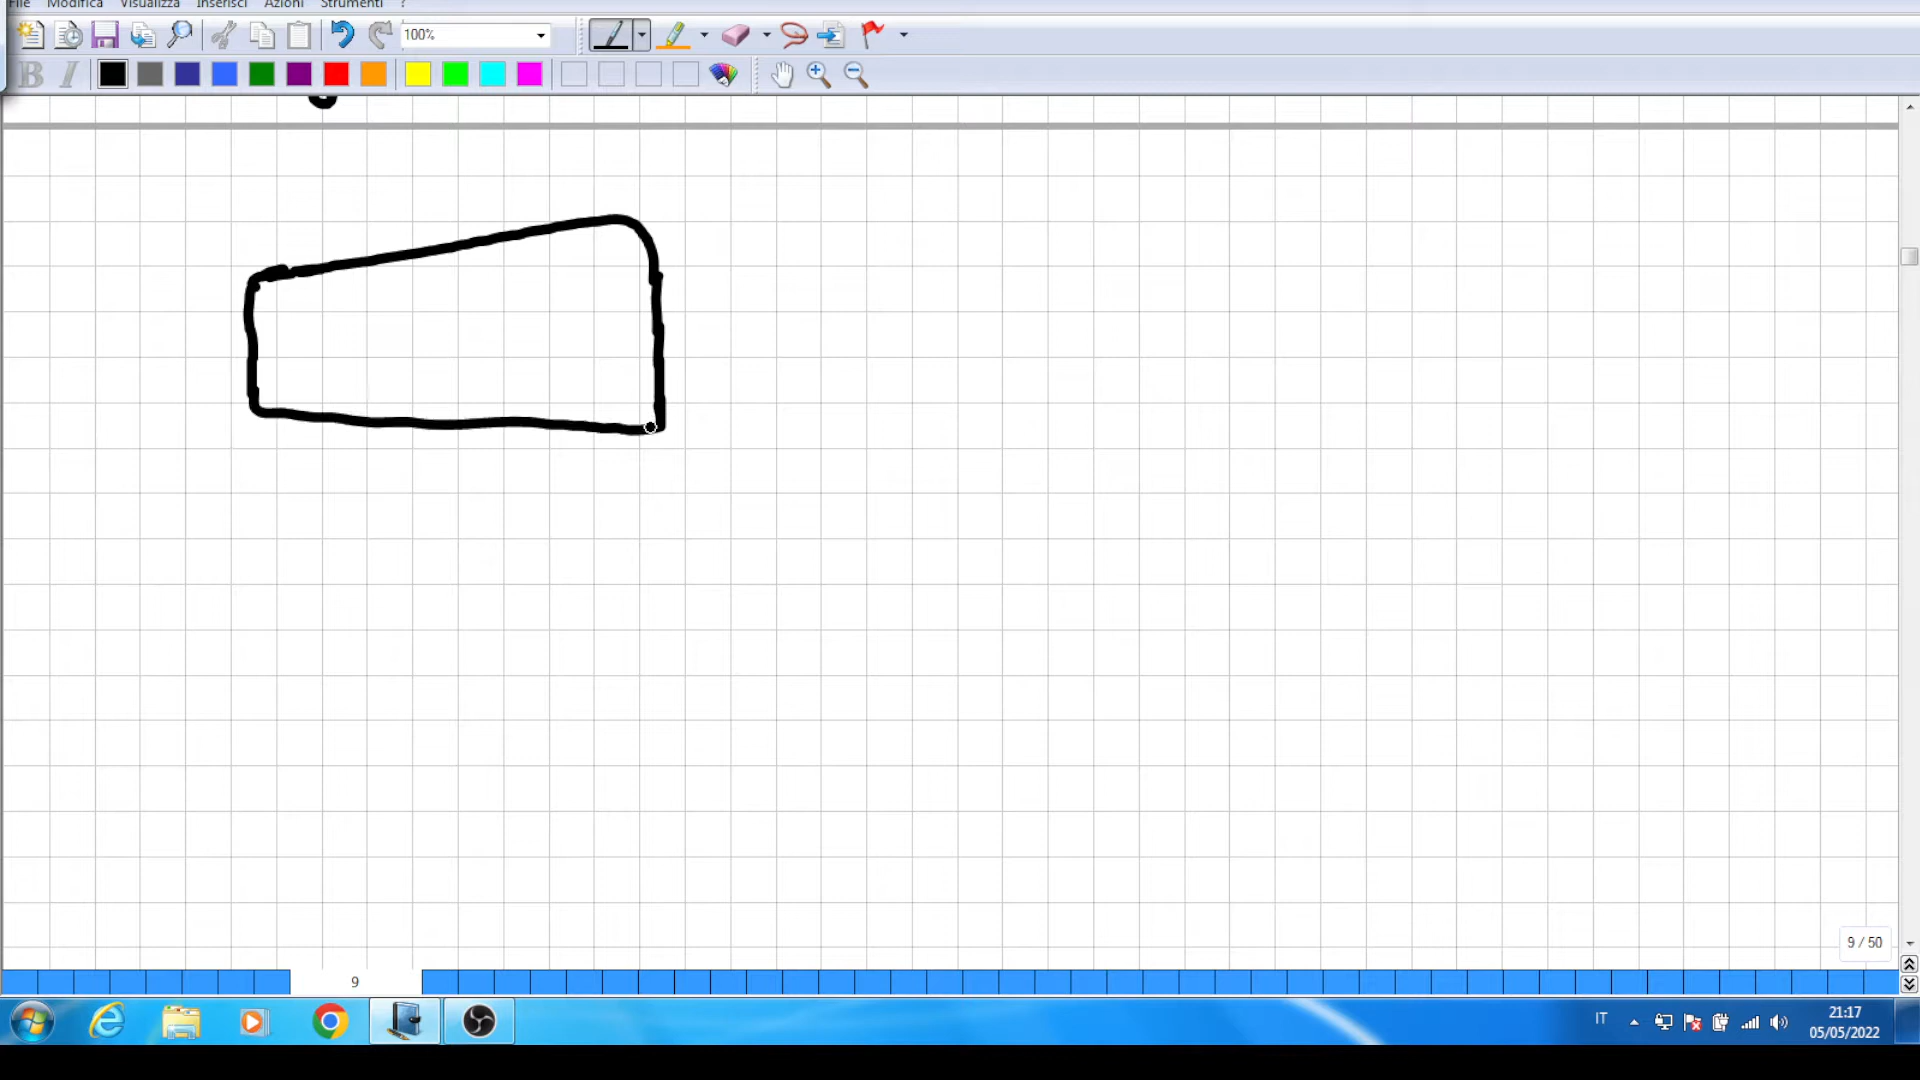 File Modifica Visualizza Inserisci Azioni Strumenti ?
100%
B I
9 / 50
9
IT
21:17
05/05/2022